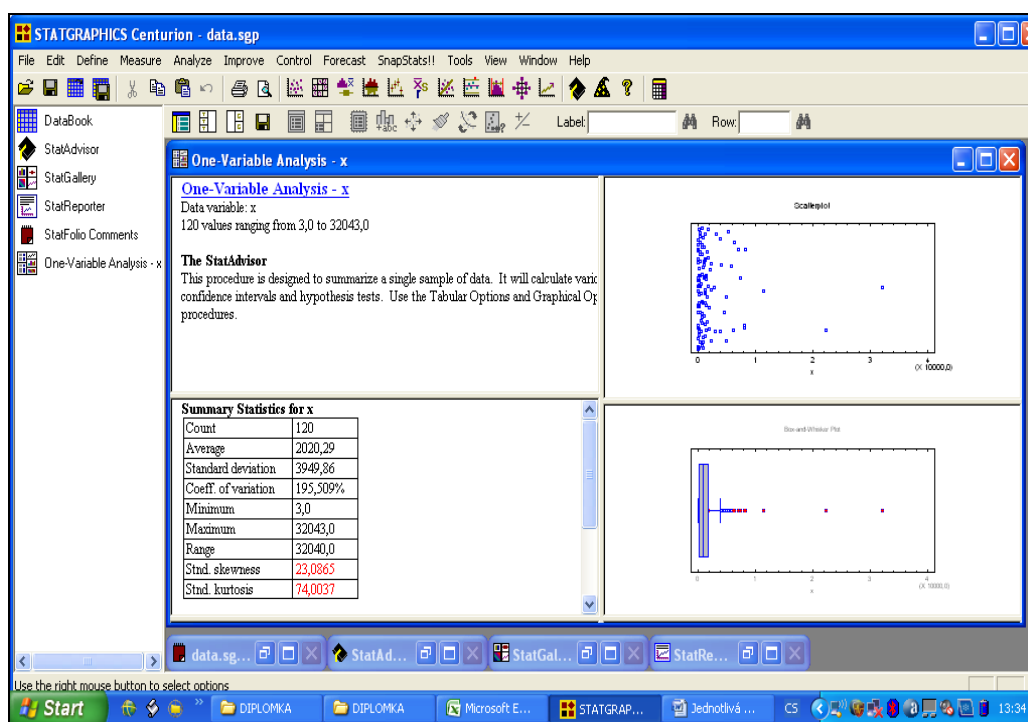 STATGRAPHICS Centurion - data.sgp
File Edit Define Measure Analyze Improve Control Forecast SnapStats!! Tools View Window Help
Label: Row:
DataBook
StatAdvisor
StatGallery
StatReporter
StatFolio Comments
One-Variable Analysis - x
One-Variable Analysis - x
One-Variable Analysis - x
Data variable: x
120 values ranging from 3,0 to 32043,0
The StatAdvisor
This procedure is designed to summarize a single sample of data. It will calculate vario
confidence intervals and hypothesis tests. Use the Tabular Options and Graphical Op
procedures.
Scatterplot
0 1 2 3 4
(X 10000,0)
x
Summary Statistics for x
Count 120
Average 2020,29
Standard deviation 3949,86
Coeff. of variation 195,509%
Minimum 3,0
Maximum 32043,0
Range 32040,0
Stnd. skewness 23,0865
Stnd. kurtosis 74,0037
Box-and-Whisker Plot
0 1 2 3 4
(X 10000,0)
x
data.sg... StatAd... StatGal... StatRe...
Use the right mouse button to select options
Start DIPLOMKA DIPLOMKA Microsoft E... STATGRAP... Jednotlivá ... CS 13:34